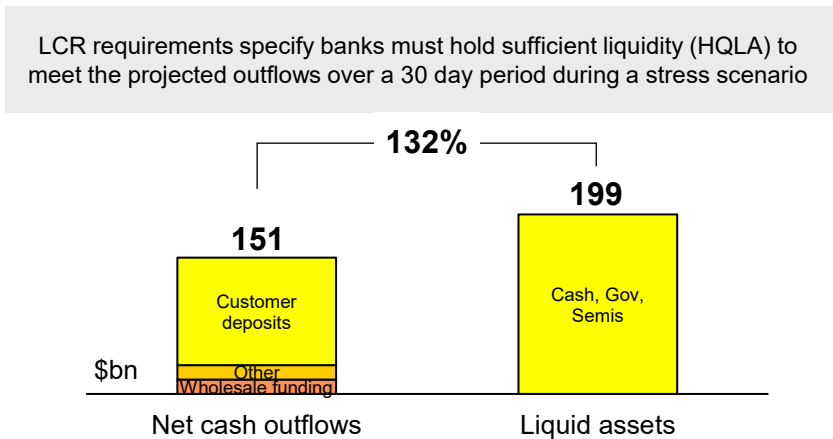 LCR requirements specify banks must hold sufficient liquidity (HQLA) to
meet the projected outflows over a 30 day period during a stress scenario
132%
199
151
Customer
deposits
Cash, Gov,
Semis
$bn
Other
Wholesale funding
Net cash outflows
Liquid assets